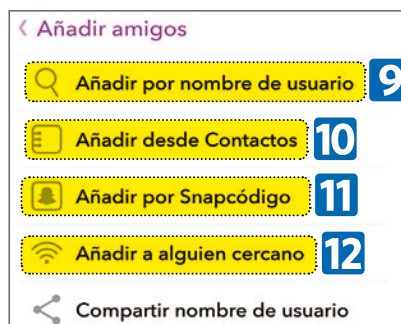 Añadir amigos
Añadir por nombre de usuario 9
Añadir desde Contactos 10
Añadir por Snapcódigo 11
Añadir a alguien cercano 12
Compartir nombre de usuario